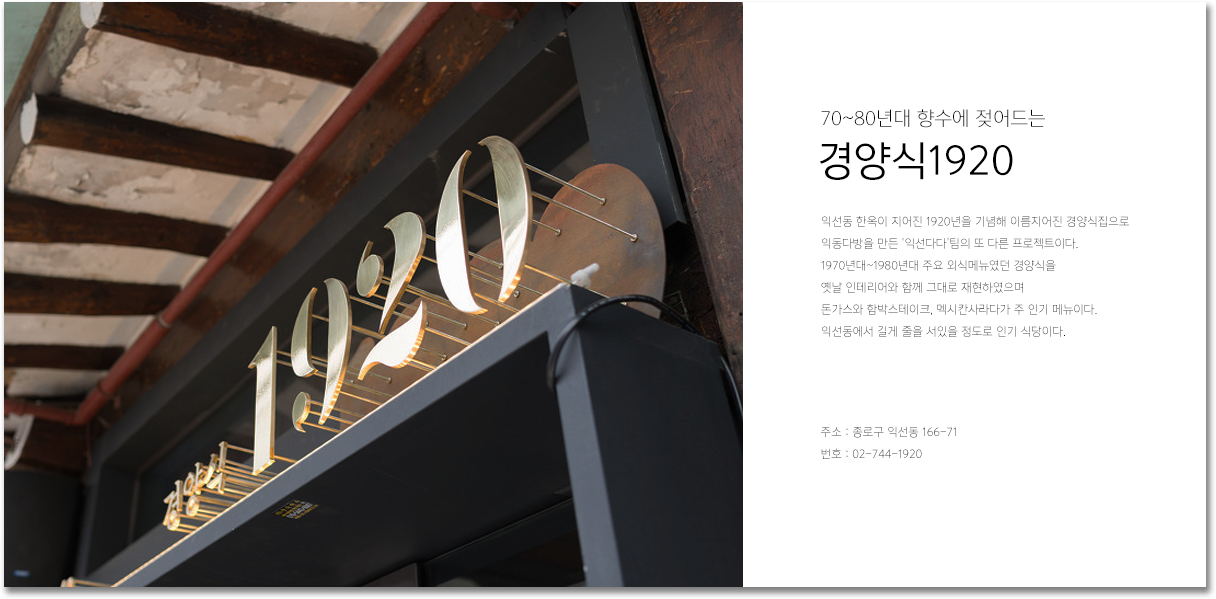 경양식
1920
70~80년대 향수에 젖어드는
경양식1920
익선동 한옥이 지어진 1920년을 기념해 이름지어진 경양식집으로
익동다방을 만든 '익선다다'팀의 또 다른 프로젝트이다.
1970년대~1980년대 주요 외식메뉴였던 경양식을
옛날 인테리어와 함께 그대로 재현하였으며
돈가스와 함박스테이크, 멕시칸사라다가 주 인기 메뉴이다.
익선동에서 길게 줄을 서있을 정도로 인기 식당이다.
주소 : 종로구 익선동 166-71
번호 : 02-744-1920